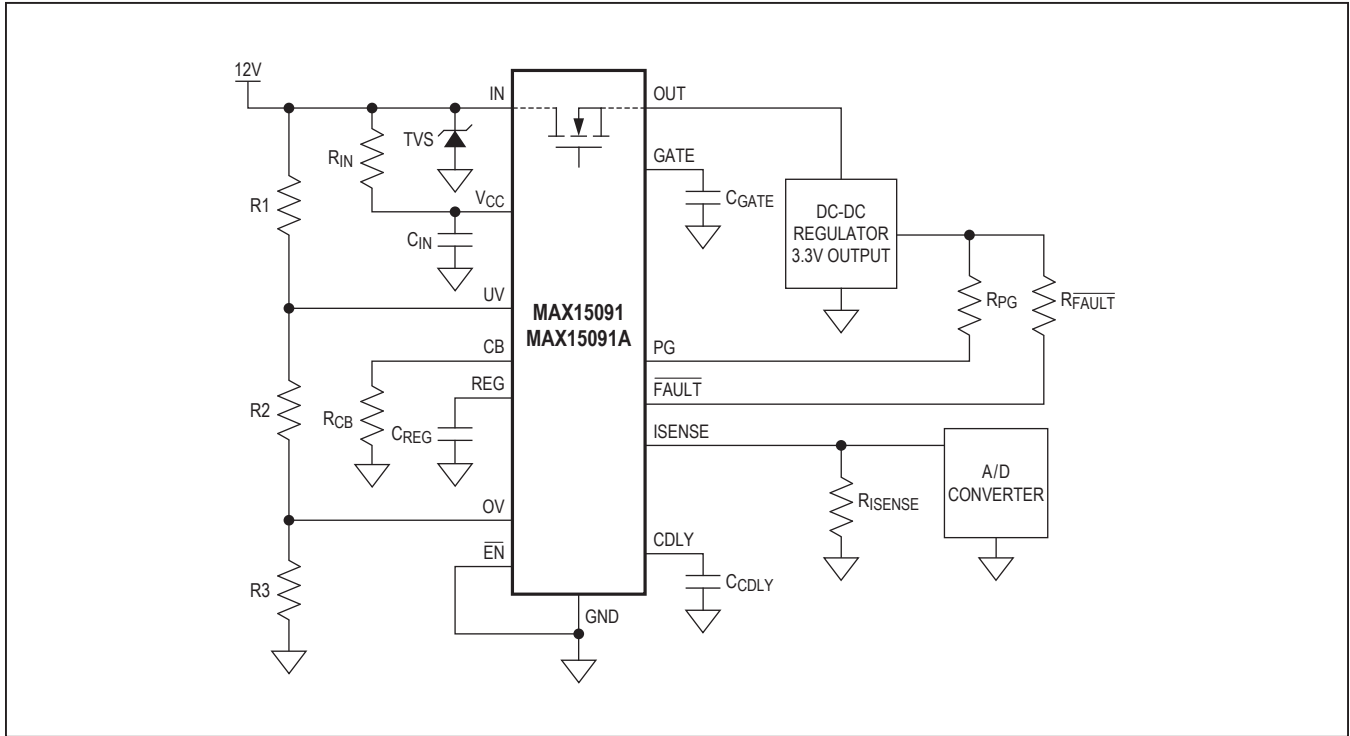 12V
IN
OUT
TVS
RIN
GATE
R1
VCC
CGATE
CIN
DC-DC
REGULATOR
3.3V OUTPUT
UV
MAX15091
MAX15091A
RPG
RFAULT
CB
PG
REG
FAULT
R2
RCB
CREG
ISENSE
A/D
CONVERTER
RISENSE
OV
EN
CDLY
CCDLY
R3
GND